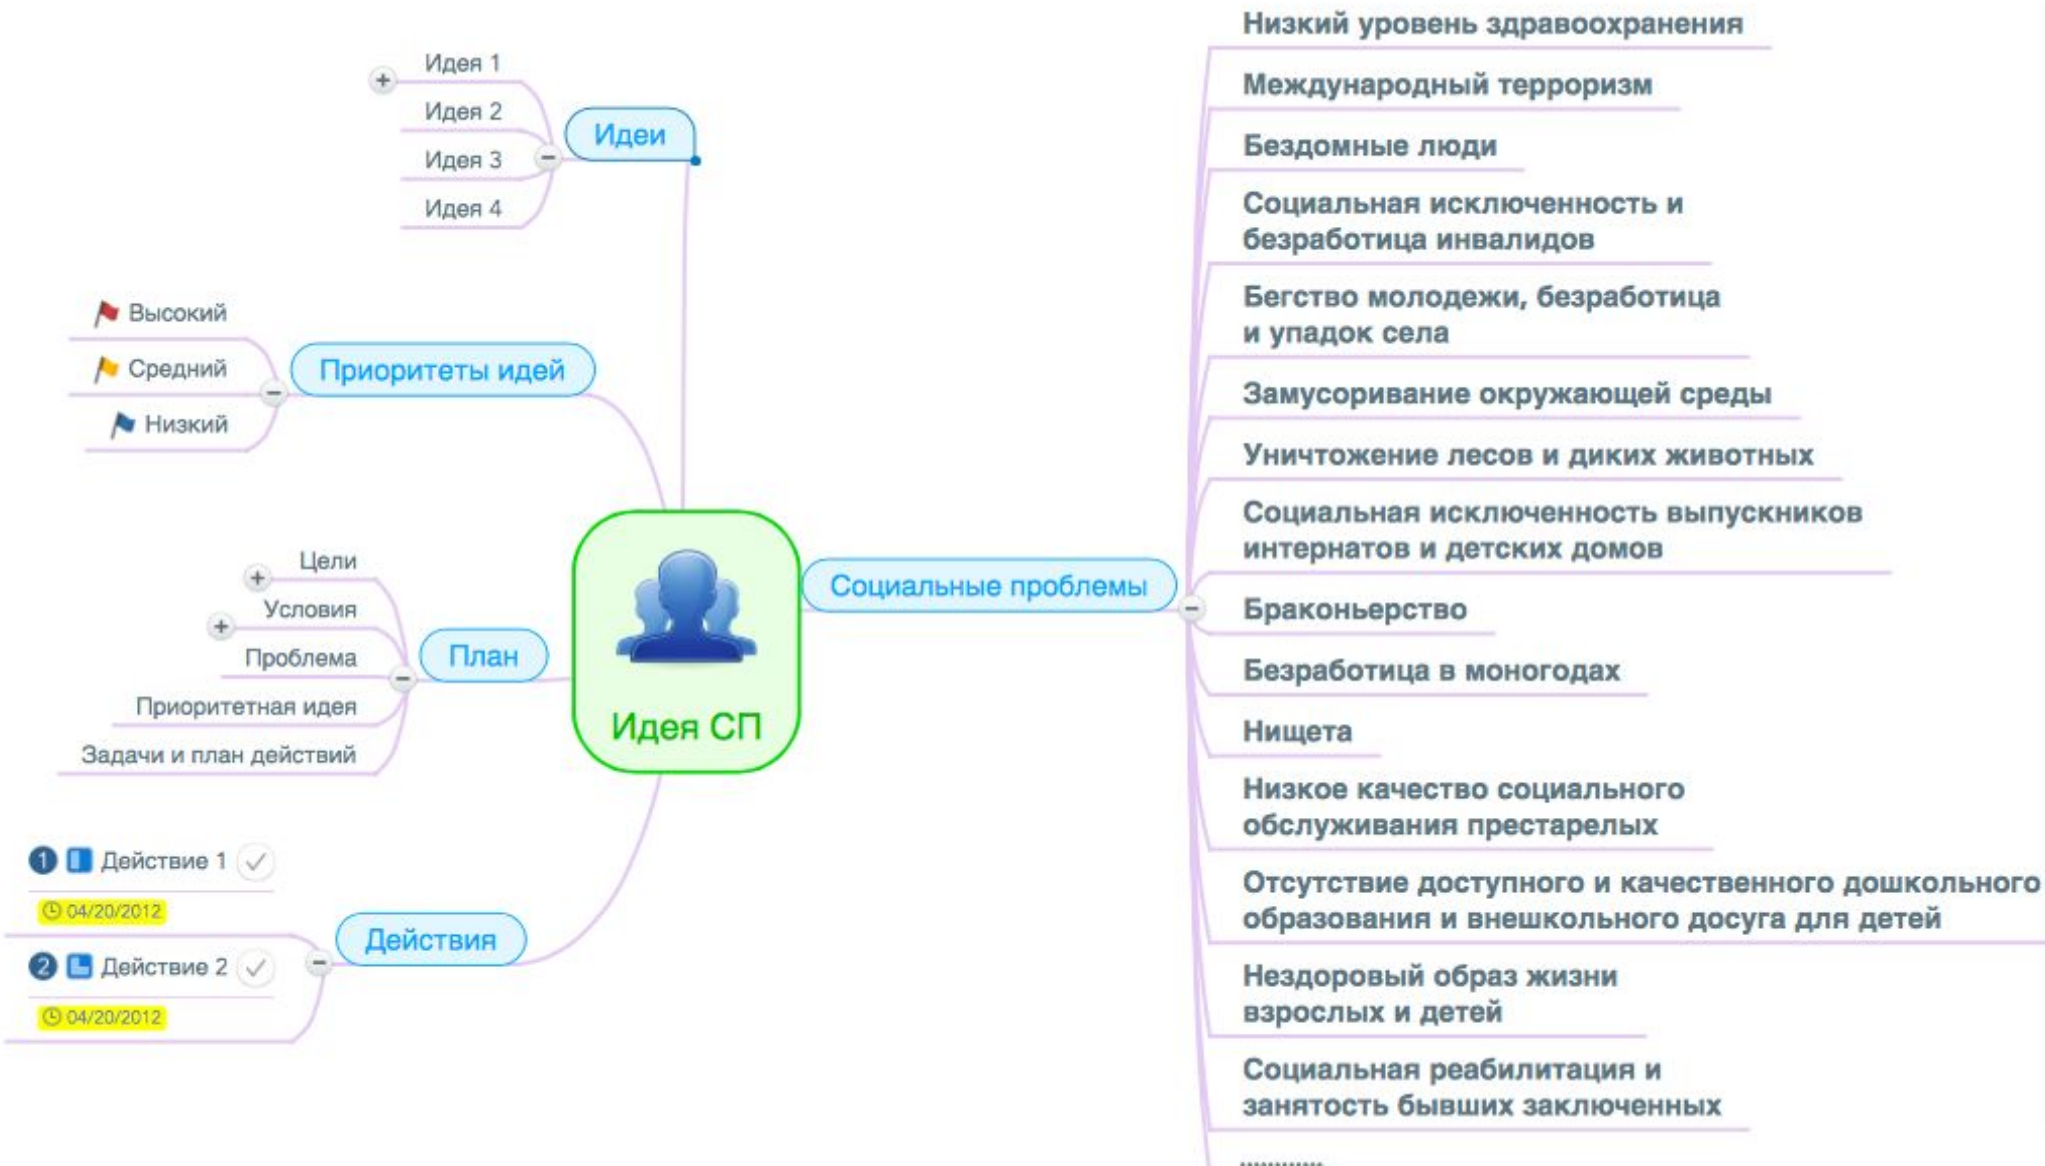 Идея 1
Идея 2
Идея 3
Идея 4
Идеи
Высокий
Средний
Низкий
Приоритеты идей
Цели
Условия
Проблема
Приоритетная идея
Задачи и план действий
План
1 Действие 1
04/20/2012
2 Действие 2
04/20/2012
Действия
Идея СП
Социальные проблемы
Низкий уровень здравоохранения
Международный терроризм
Бездомные люди
Социальная исключенность и
безработица инвалидов
Бегство молодежи, безработица
и упадок села
Замусоривание окружающей среды
Уничтожение лесов и диких животных
Социальная исключенность выпускников
интернатов и детских домов
Браконьерство
Безработица в моногодах
Нищета
Низкое качество социального
обслуживания престарелых
Отсутствие доступного и качественного дошкольного
образования и внешкольного досуга для детей
Нездоровый образ жизни
взрослых и детей
Социальная реабилитация и
занятость бывших заключенных